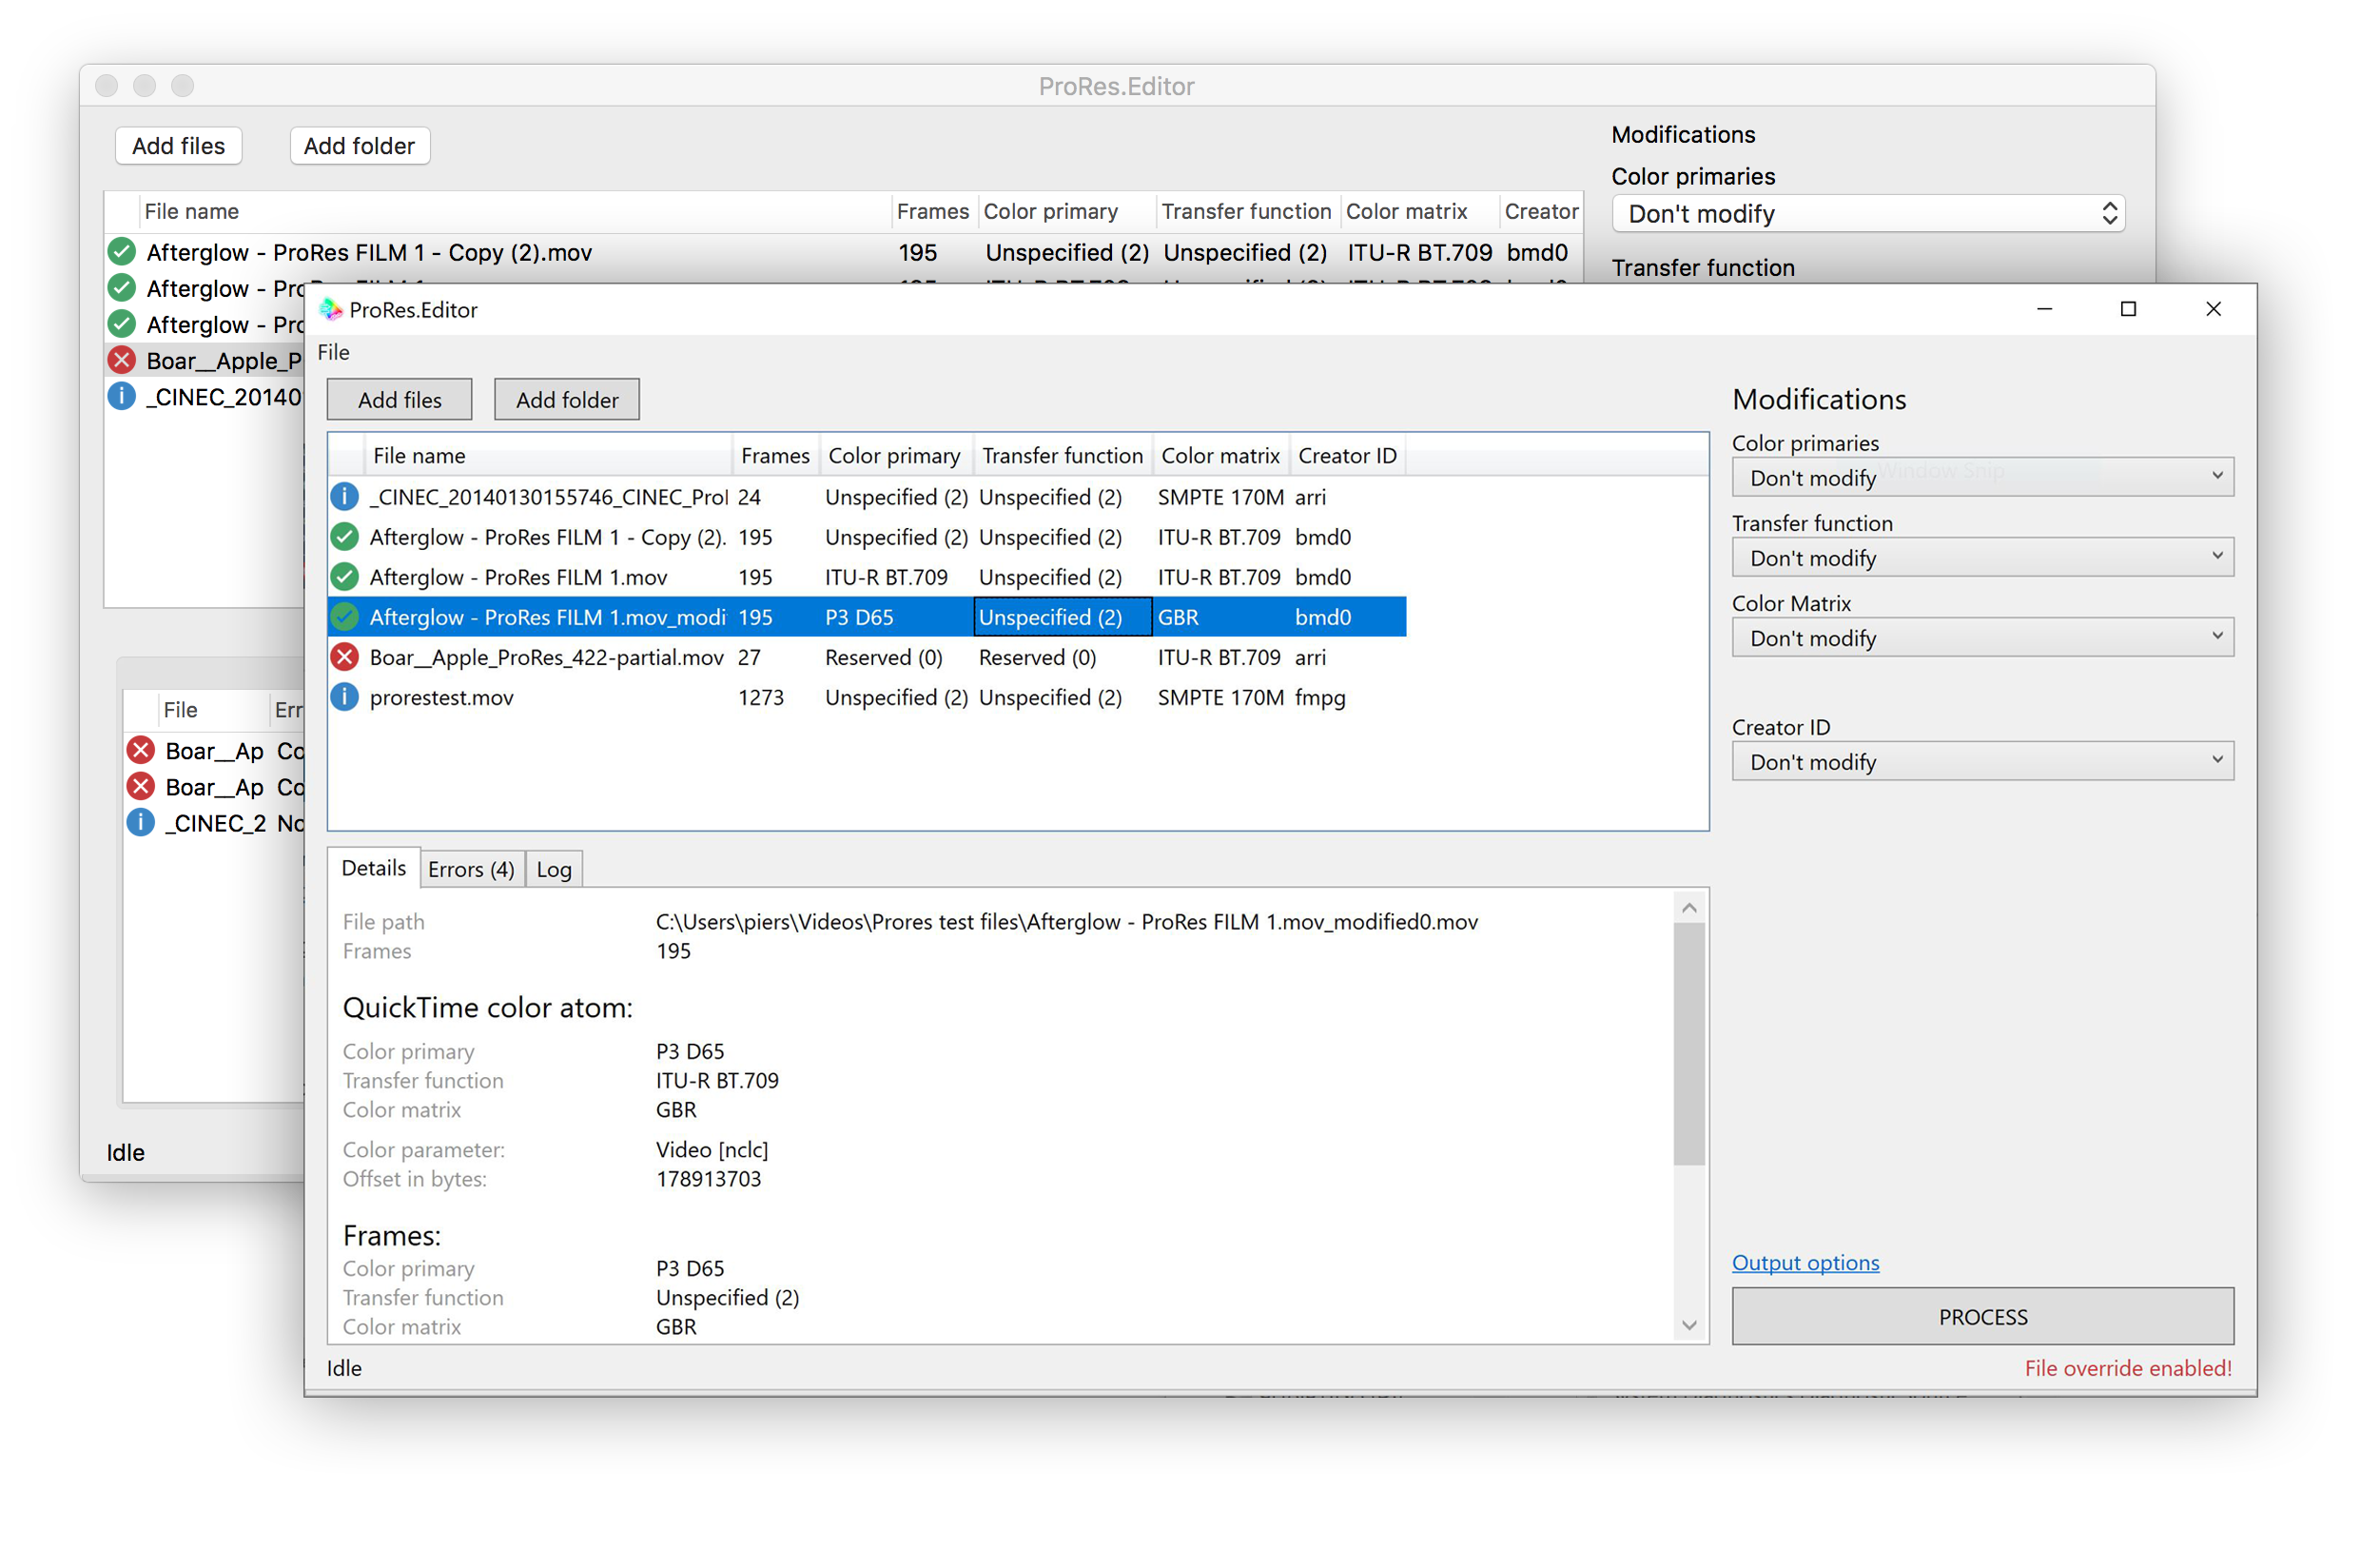 ProRes.Editor
Add files Add folder
Modifications
Color primaries
Don't modify
Transfer function
File name Frames Color primary Transfer function Color matrix Creator
Afterglow - ProRes FILM 1 - Copy (2).mov 195 Unspecified (2) Unspecified (2) ITU-R BT.709 bmd0
Afterglow - Prc
Afterglow - Prc
Boar__Apple_P
_CINEC_20140
File Err
Boar__Ap Co
Boar__Ap Co
_CINEC_2 No
Idle
ProRes.Editor
File
Add files Add folder
File name Frames Color primary Transfer function Color matrix Creator ID
_CINEC_20140130155746_CINEC_Prol 24 Unspecified (2) Unspecified (2) SMPTE 170M arri
Afterglow - ProRes FILM 1 - Copy (2). 195 Unspecified (2) Unspecified (2) ITU-R BT.709 bmd0
Afterglow - ProRes FILM 1.mov 195 ITU-R BT.709 Unspecified (2) ITU-R BT.709 bmd0
Afterglow - ProRes FILM 1.mov_modi 195 P3 D65 Unspecified (2) GBR bmd0
Boar__Apple_ProRes_422-partial.mov 27 Reserved (0) Reserved (0) ITU-R BT.709 arri
prorestest.mov 1273 Unspecified (2) Unspecified (2) SMPTE 170M fmpg
Modifications
Color primaries
Don't modify Window Snip
Transfer function
Don't modify
Color Matrix
Don't modify
Creator ID
Don't modify
Details Errors (4) Log
File path C:\Users\piers\Videos\Prores test files\Afterglow - ProRes FILM 1.mov_modified0.mov
Frames 195
QuickTime color atom:
Color primary P3 D65
Transfer function ITU-R BT.709
Color matrix GBR
Color parameter: Video [nclc]
Offset in bytes: 178913703
Frames:
Color primary P3 D65
Transfer function Unspecified (2)
Color matrix GBR
Output options
PROCESS
Idle
File override enabled!